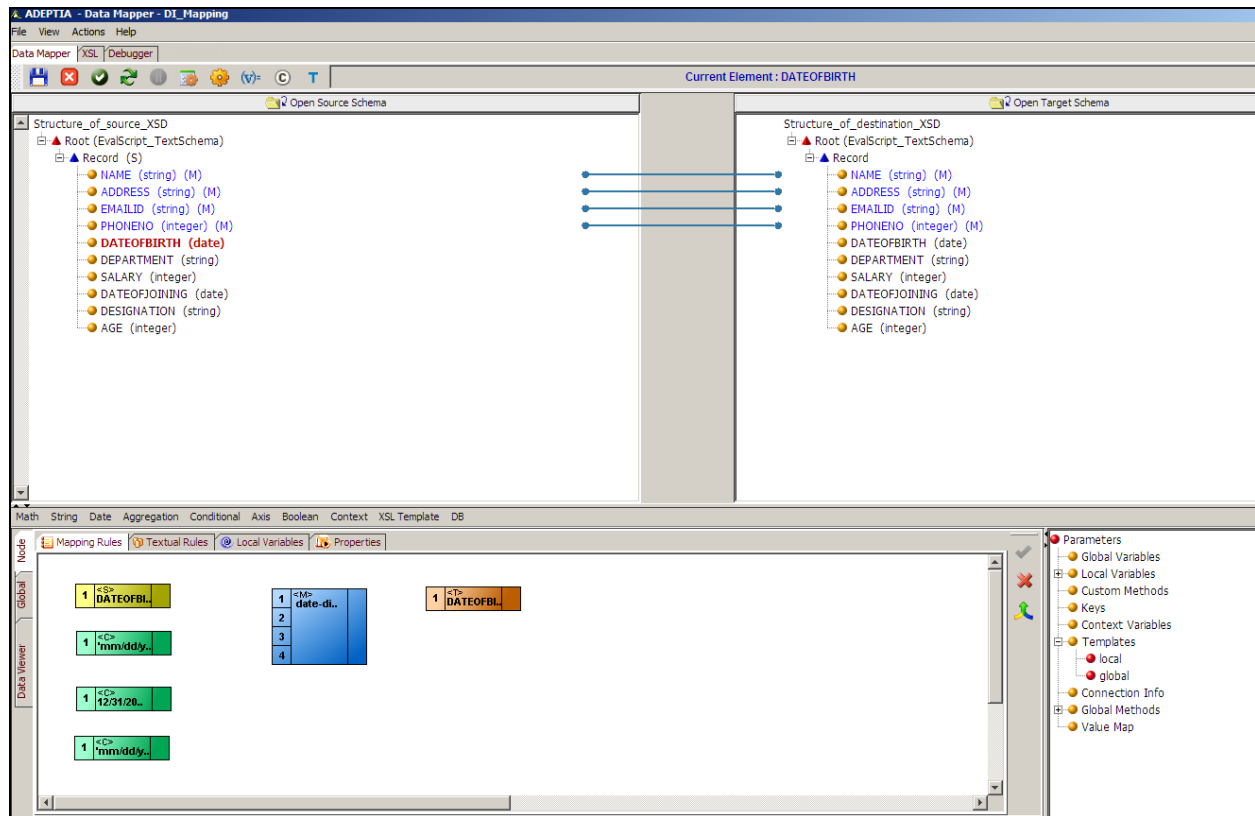 ADEPTIA - Data Mapper - DI_Mapping
File View Actions Help
Data Mapper XSL Debugger
(V)= C T Current Element : DATEOFBIRTH
Open Source Schema Open Target Schema
Structure_of_source_XSD
Root (EvalScript_TextSchema)
Record (S)
NAME (string) (M)
ADDRESS (string) (M)
EMAILID (string) (M)
PHONENO (integer) (M)
DATEOFBIRTH (date)
DEPARTMENT (string)
SALARY (integer)
DATEOFJOINING (date)
DESIGNATION (string)
AGE (integer)
Structure_of_destination_XSD
Root (EvalScript_TextSchema)
Record
NAME (string) (M)
ADDRESS (string) (M)
EMAILID (string) (M)
PHONENO (integer) (M)
DATEOFBIRTH (date)
DEPARTMENT (string)
SALARY (integer)
DATEOFJOINING (date)
DESIGNATION (string)
AGE (integer)
Math String Date Aggregation Conditional Axis Boolean Context XSL Template DB
Node
Global
Data Viewer
Mapping Rules Textual Rules @ Local Variables Properties
1 <S> DATEOFBI..
1 <C> 'mm/dd/y..
1 <C> 12/31/20..
1 <C> 'mm/dd/y..
1 <M> date-di..
2
3
4
1 <T> DATEOFBI..
Parameters
Global Variables
Local Variables
Custom Methods
Keys
Context Variables
Templates
local
global
Connection Info
Global Methods
Value Map